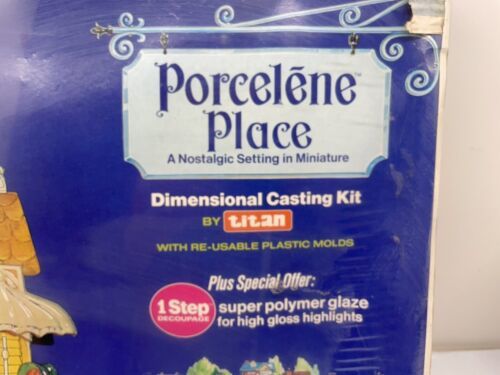 Porcelēne™
Place
A Nostalgic Setting in Miniature
Dimensional Casting Kit
BY titan
WITH RE-USABLE PLASTIC MOLDS
Plus Special Offer:
1 Step
DECOUPAGE
super polymer glaze
for high gloss highlights